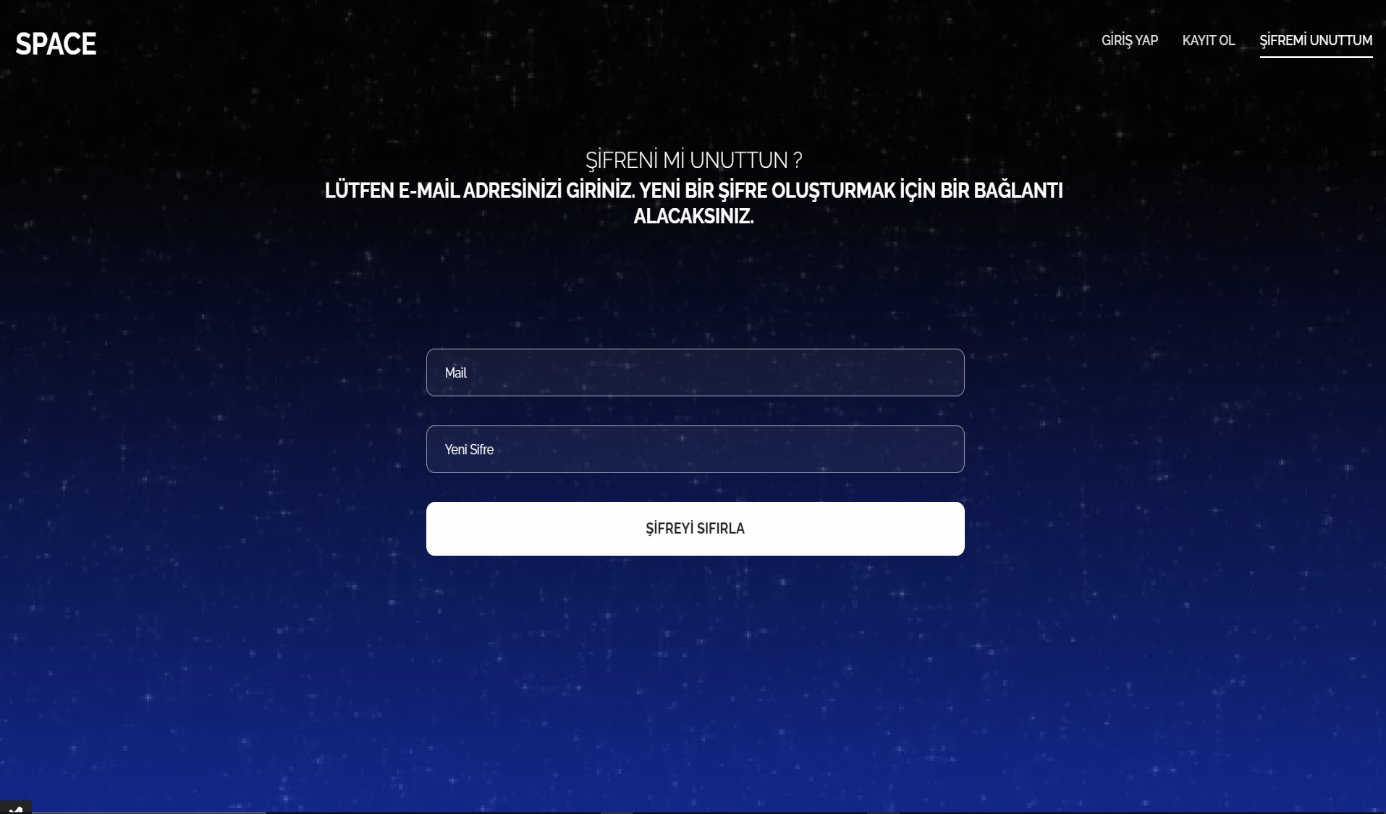 SPACE
GİRİŞ YAP
KAYIT OL
ŞİFREMİ UNUTTUM
ŞİFRENİ Mİ UNUTTUN ?
LÜTFEN E-MAİL ADRESİNİZİ GİRİNİZ. YENİ BİR ŞİFRE OLUŞTURMAK İÇİN BİR BAĞLANTI
ALACAKSINIZ.
Mail
Yeni Sifre
ŞİFREYİ SIFIRLA